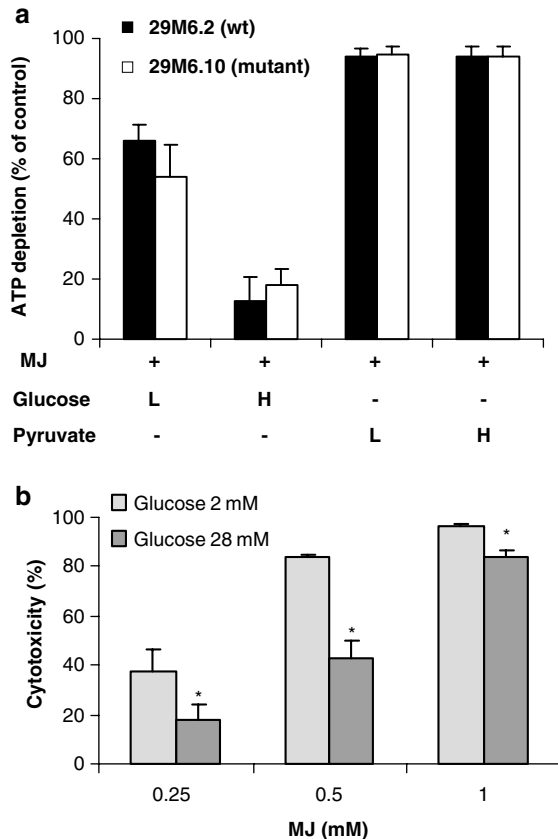 a
29M6.2 (wt)
29M6.10 (mutant)
ATP depletion (% of control)
100
80
60
40
20
0
MJ + + + +
Glucose L H - -
Pyruvate - - L H
b
Glucose 2 mM
Glucose 28 mM
Cytotoxicity (%)
100
80
60
40
20
0
* * *
0.25 0.5 1
MJ (mM)